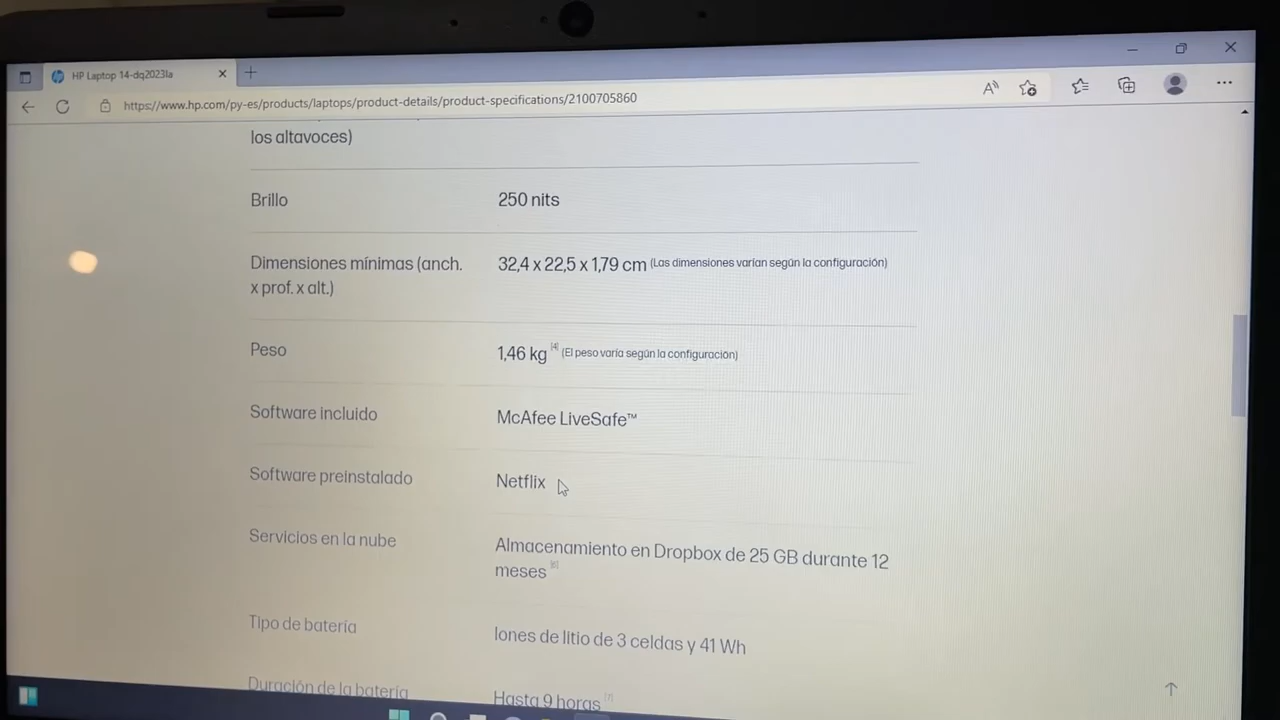 HP Laptop 14-dq2023la
https://www.hp.com/py-es/products/laptops/product-details/product-specifications/2100705860
los altavoces)
Brillo
250 nits
Dimensiones mínimas (anch.
x prof. x alt.)
32,4 x 22,5 x 1,79 cm (Las dimensiones varían según la configuración)
Peso
1,46 kg [4] (El peso varía según la configuración)
Software incluido
McAfee LiveSafe™
Software preinstalado
Netflix
Servicios en la nube
Almacenamiento en Dropbox de 25 GB durante 12
meses [6]
Tipo de batería
Iones de litio de 3 celdas y 41 Wh
Duración de la batería
Hasta 9 horas [7]